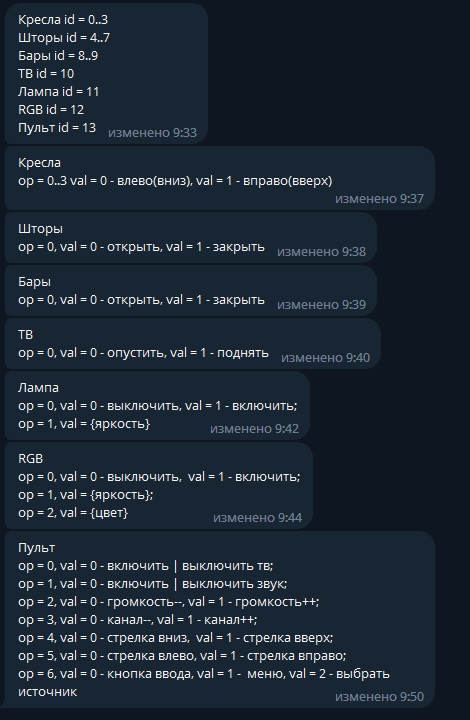 Кресла id = 0..3
Шторы id = 4..7
Бары id = 8..9
ТВ id = 10
Лампа id = 11
RGB id = 12
Пульт id = 13
изменено 9:33
Кресла
op = 0..3 val = 0 - влево(вниз), val = 1 - вправо(вверх)
изменено 9:37
Шторы
op = 0, val = 0 - открыть, val = 1 - закрыть
изменено 9:38
Бары
op = 0, val = 0 - открыть, val = 1 - закрыть
изменено 9:39
ТВ
op = 0, val = 0 - опустить, val = 1 - поднять
изменено 9:40
Лампа
op = 0, val = 0 - выключить, val = 1 - включить;
op = 1, val = {яркость}
изменено 9:42
RGB
op = 0, val = 0 - выключить,  val = 1 - включить;
op = 1, val = {яркость};
op = 2, val = {цвет}
изменено 9:44
Пульт
op = 0, val = 0 - включить | выключить тв;
op = 1, val = 0 - включить | выключить звук;
op = 2, val = 0 - громкость--, val = 1 - громкость++;
op = 3, val = 0 - канал--, val = 1 - канал++;
op = 4, val = 0 - стрелка вниз,  val = 1 - стрелка вверх;
op = 5, val = 0 - стрелка влево, val = 1 - стрелка вправо;
op = 6, val = 0 - кнопка ввода, val = 1 -  меню, val = 2 - выбрать
источник
изменено 9:50